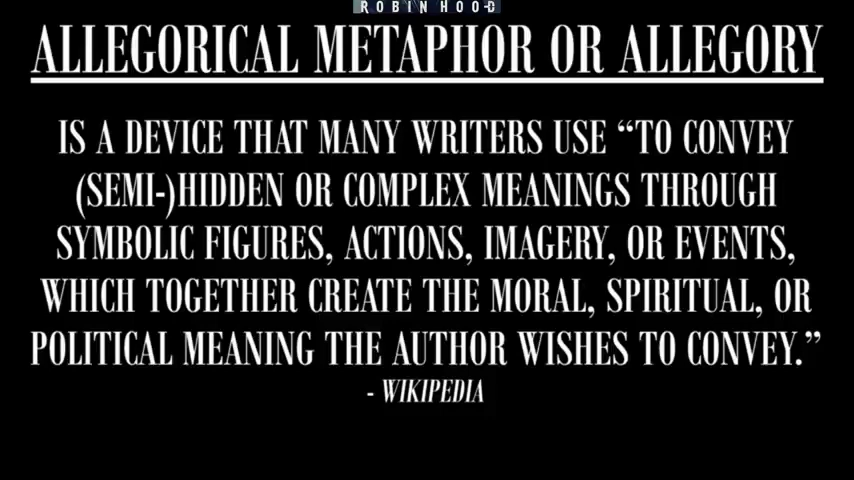 ROBIN HOOD
ALLEGORICAL METAPHOR OR ALLEGORY
IS A DEVICE THAT MANY WRITERS USE “TO CONVEY
(SEMI-)HIDDEN OR COMPLEX MEANINGS THROUGH
SYMBOLIC FIGURES, ACTIONS, IMAGERY, OR EVENTS,
WHICH TOGETHER CREATE THE MORAL, SPIRITUAL, OR
POLITICAL MEANING THE AUTHOR WISHES TO CONVEY.”
- WIKIPEDIA